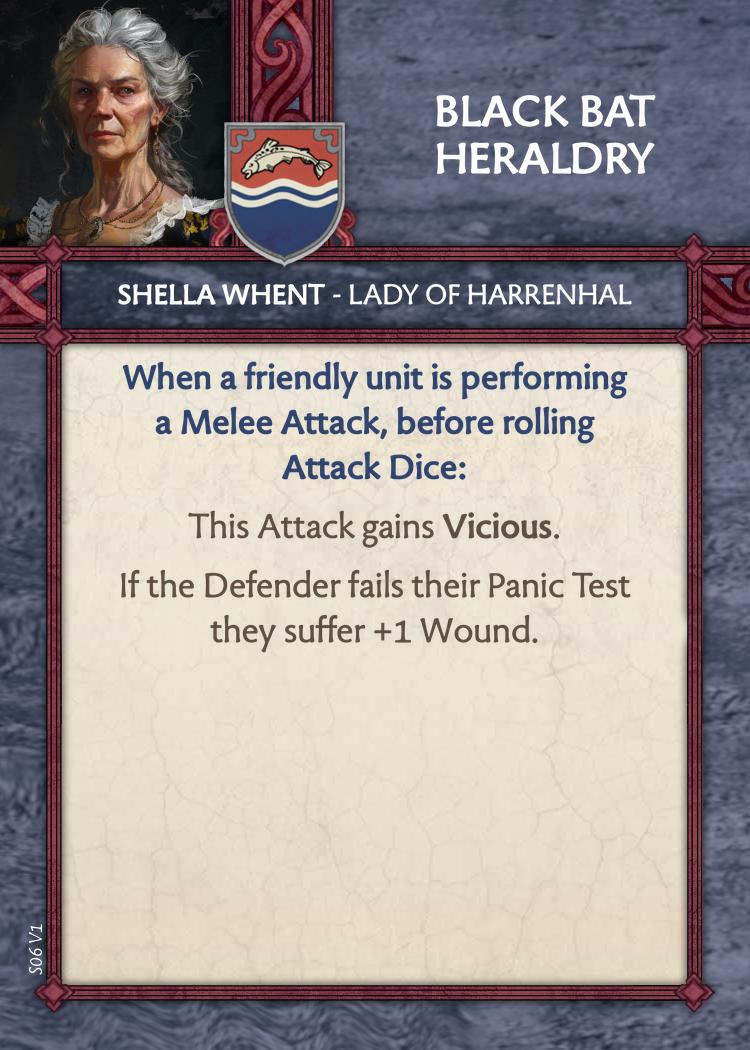 BLACK BAT
HERALDRY
SHELLA WHENT - LADY OF HARRENHAL
When a friendly unit is performing
a Melee Attack, before rolling
Attack Dice:
This Attack gains Vicious.
If the Defender fails their Panic Test
they suffer +1 Wound.
S06 V1